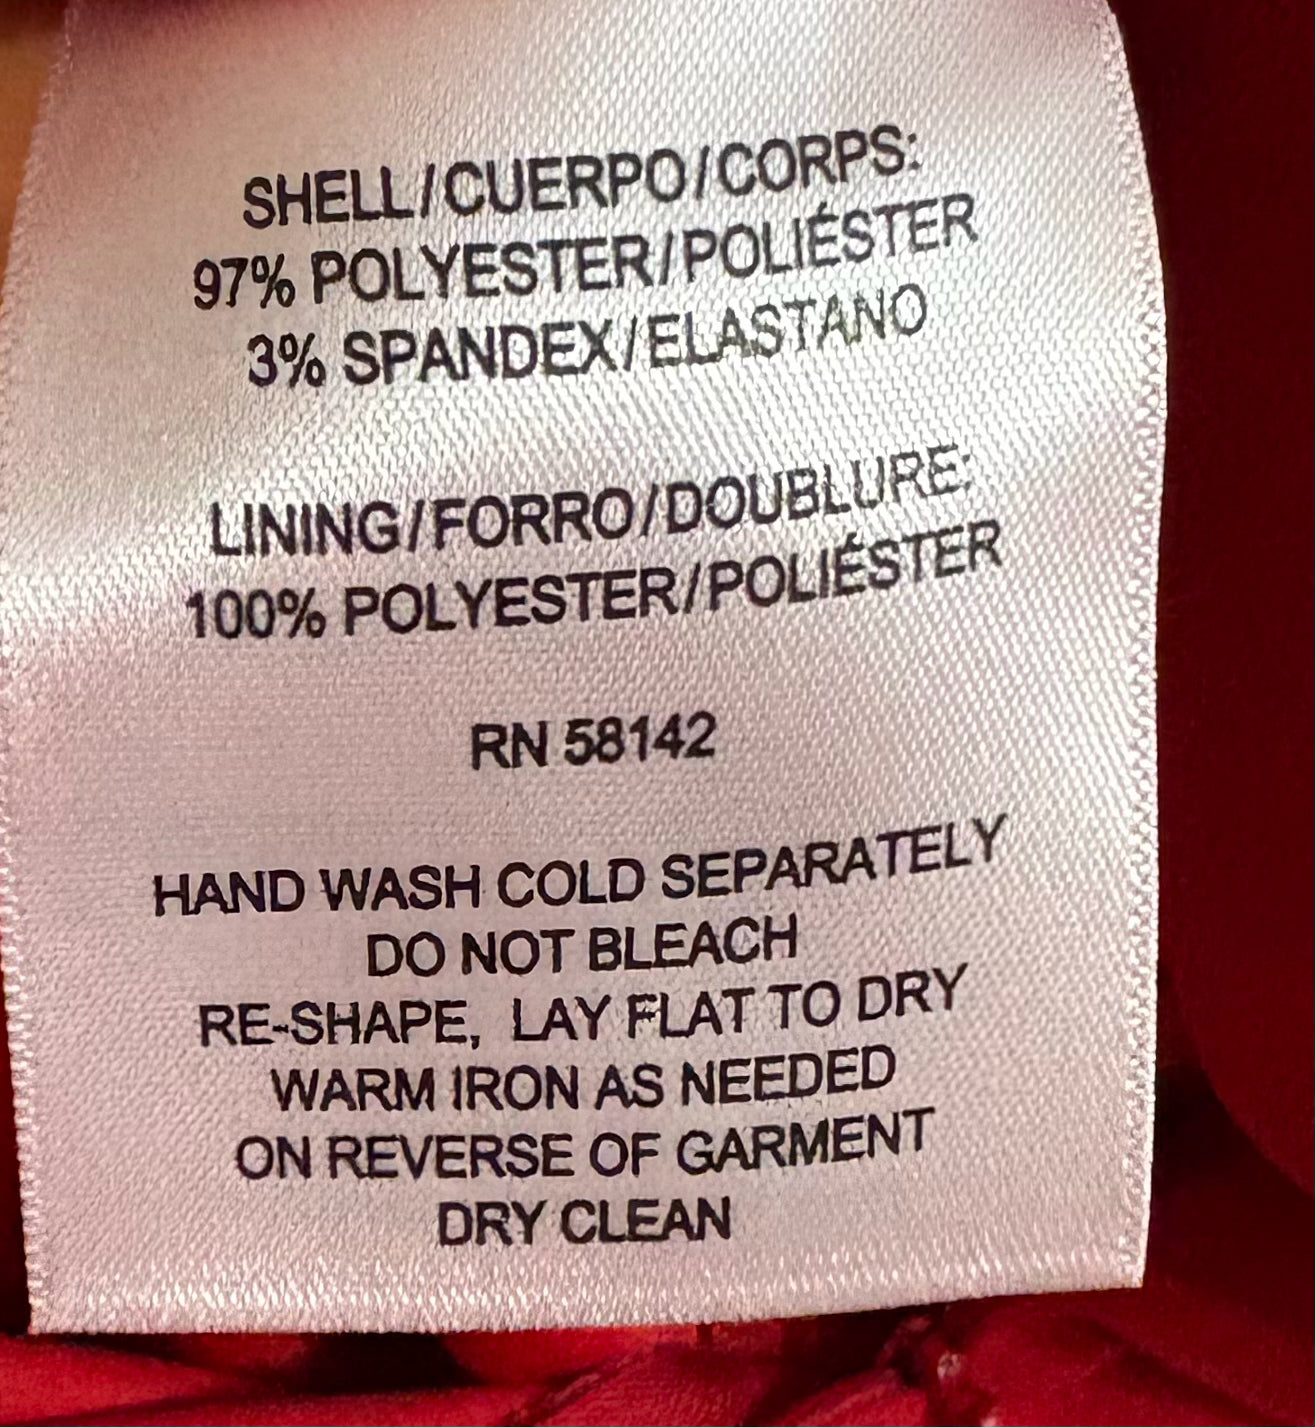 SHELL/CUERPO/CORPS:
97% POLYESTER/POLIÉSTER
3% SPANDEX/ELASTANO
LINING/FORRO/DOUBLURE:
100% POLYESTER/POLIÉSTER
RN 58142
HAND WASH COLD SEPARATELY
DO NOT BLEACH
RE-SHAPE, LAY FLAT TO DRY
WARM IRON AS NEEDED
ON REVERSE OF GARMENT
DRY CLEAN